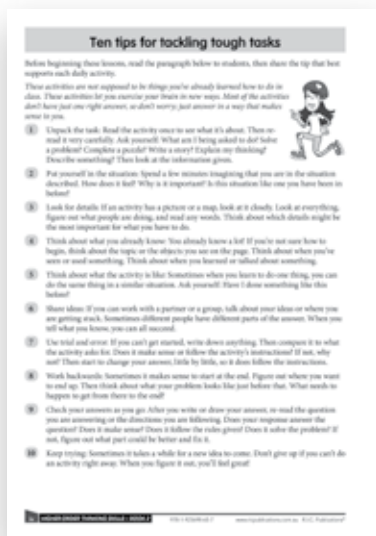 Ten tips for tackling tough tasks
Before beginning these lessons, read the paragraph below to students, then share the tip that best
supports each daily activity.
These activities are not supposed to be things you've already learned how to do in
class. These activities let you exercise your brain in new ways. Most of the activities
don't have just one right answer, so don't worry: just answer in a way that makes
sense to you.
1 Unpack the task: Read the activity once to see what it's about. Then re-
read it very carefully. Ask yourself: What am I being asked to do? Solve
a problem? Complete a puzzle? Write a story? Explain my thinking?
Describe something? Then look at the information given.
2 Put yourself in the situation: Spend a few minutes imagining that you are in the situation
described. How does it feel? Why is it important? Is this situation like one you have been in
before?
3 Look for details: If an activity has a picture or a map, look at it closely. Look at everything,
figure out what people are doing, and read any words. Think about which details might be
the most important for what you have to do.
4 Think about what you already know: You already know a lot! If you're not sure how to
begin, think about the topic or the objects you see on the page. Think about when you've
seen or used something. Think about when you learned or talked about something.
5 Think about what the activity is like: Sometimes when you learn to do one thing, you can
do the same thing in a similar situation. Ask yourself: Have I done something like this
before?
6 Share ideas: If you can work with a partner or a group, talk about your ideas or where you
are getting stuck. Sometimes different people have different parts of the answer. When you
tell what you know, you can all succeed.
7 Use trial and error: If you can't get started, write down anything. Then compare it to what
the activity asks for. Does it make sense or follow the activity's instructions? If not, why
not? Then start to change your answer, little by little, so it does follow the instructions.
8 Work backwards: Sometimes it makes sense to start at the end. Figure out where you want
to end up. Then think about what your problem looks like just before that. What needs to
happen to get from there to the end?
9 Check your answers as you go: After you write or draw your answer, re-read the question
you are answering or the directions you are following. Does your response answer the
question? Does it make sense? Does it follow the rules given? Does it solve the problem? If
not, figure out what part could be better and fix it.
10 Keep trying: Sometimes it takes a while for a new idea to come. Don't give up if you can't do
an activity right away. When you figure it out, you'll feel great!
HIGHER-ORDER THINKING SKILLS - BOOK 2
www.ricpublications.com.au R.I.C. Publications®